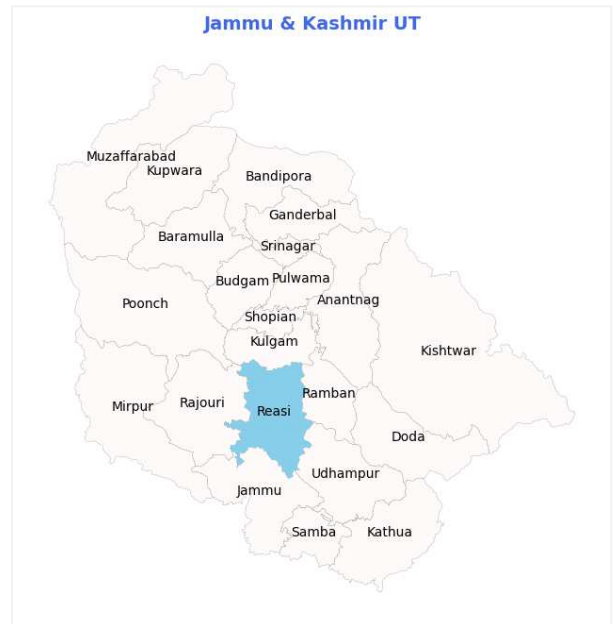 Jammu & Kashmir UT
Muzaffarabad
Kupwara
Bandipora
Ganderbal
Baramulla
Srinagar
Budgam
Pulwama
Anantnag
Poonch
Shopian
Kulgam
Kishtwar
Ramban
Rajouri
Mirpur
Reasi
Doda
Udhampur
Jammu
Samba
Kathua